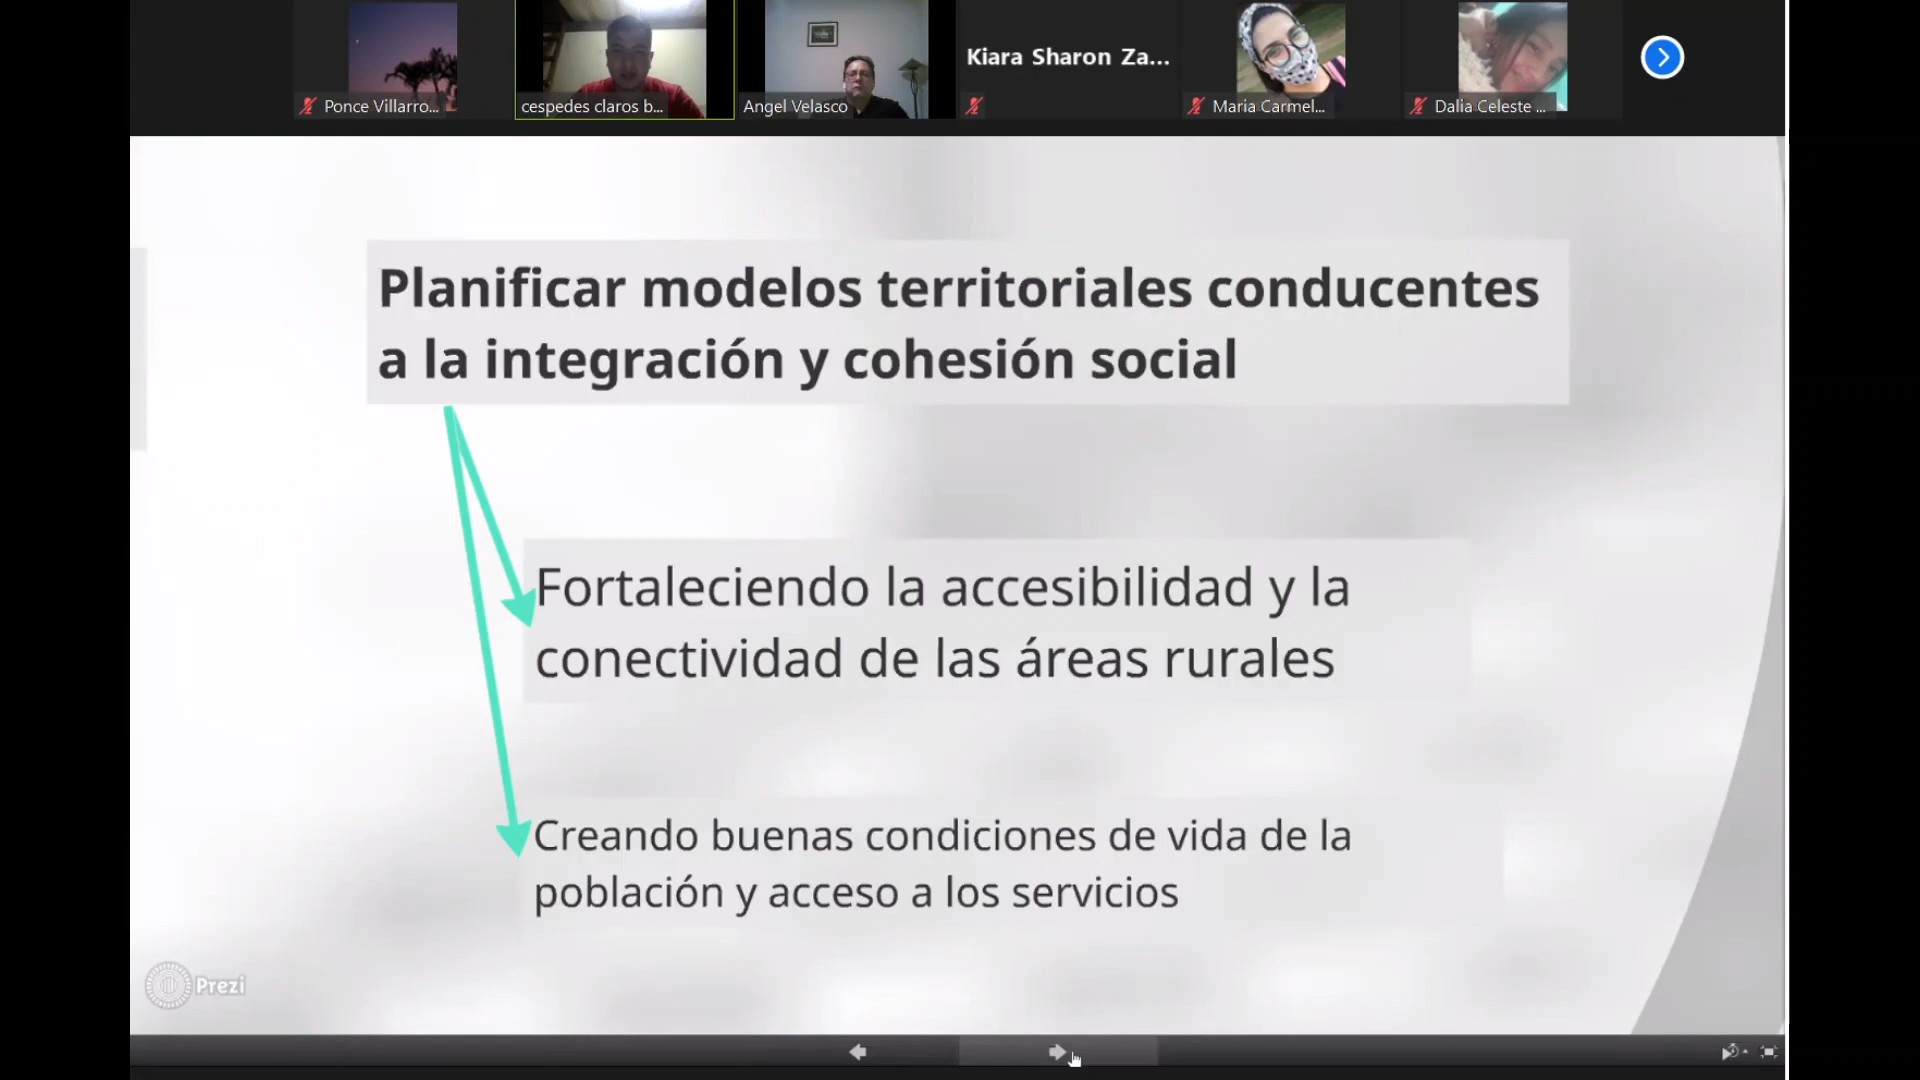 Ponce Villarro...
cespedes claros b...
Angel Velasco
Kiara Sharon Za...
Maria Carmel...
Dalia Celeste ...
Planificar modelos territoriales conducentes
a la integración y cohesión social
Fortaleciendo la accesibilidad y la
conectividad de las áreas rurales
Creando buenas condiciones de vida de la
población y acceso a los servicios
Prezi